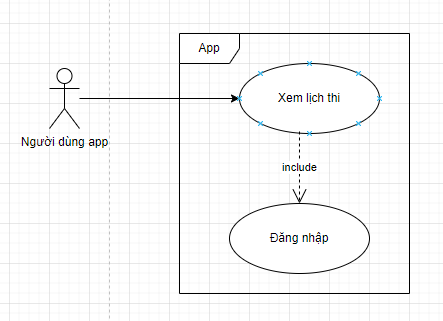 App
Xem lịch thi
Người dùng app
include
Đăng nhập